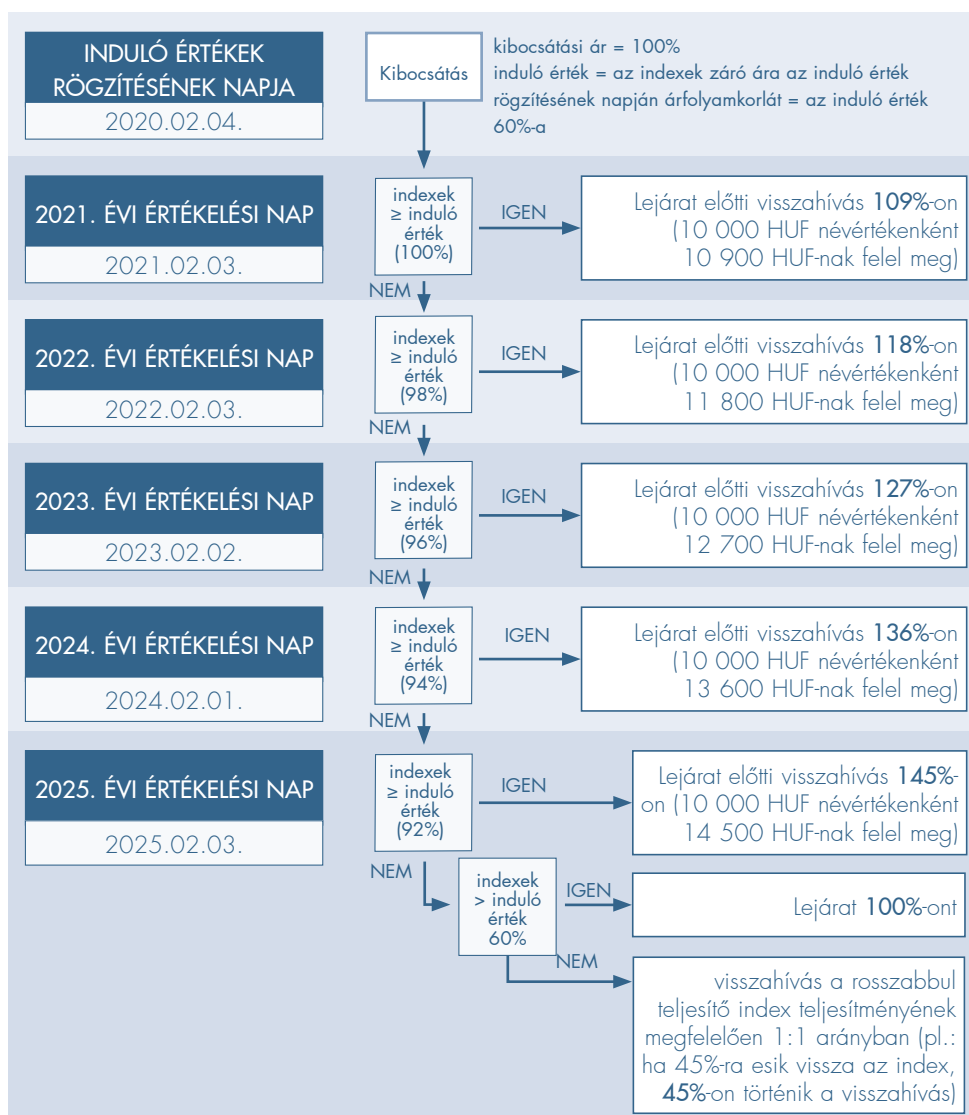 INDULÓ ÉRTÉKEK
RÖGZÍTÉSÉNEK NAPJA
2020.02.04.
Kibocsátás
kibocsátási ár = 100%
induló érték = az indexek záró ára az induló érték
rögzítésének napján árfolyamkorlát = az induló érték
60%-a
2021. ÉVI ÉRTÉKELÉSI NAP
2021.02.03.
indexek
≥ induló
érték
(100%)
IGEN
Lejárat előtti visszahívás 109%-on
(10 000 HUF névértékenként
10 900 HUF-nak felel meg)
NEM
2022. ÉVI ÉRTÉKELÉSI NAP
2022.02.03.
indexek
≥ induló
érték
(98%)
IGEN
Lejárat előtti visszahívás 118%-on
(10 000 HUF névértékenként
11 800 HUF-nak felel meg)
NEM
2023. ÉVI ÉRTÉKELÉSI NAP
2023.02.02.
indexek
≥ induló
érték
(96%)
IGEN
Lejárat előtti visszahívás 127%-on
(10 000 HUF névértékenként
12 700 HUF-nak felel meg)
NEM
2024. ÉVI ÉRTÉKELÉSI NAP
2024.02.01.
indexek
≥ induló
érték
(94%)
IGEN
Lejárat előtti visszahívás 136%-on
(10 000 HUF névértékenként
13 600 HUF-nak felel meg)
NEM
2025. ÉVI ÉRTÉKELÉSI NAP
2025.02.03.
indexek
≥ induló
érték
(92%)
IGEN
Lejárat előtti visszahívás 145%-
on (10 000 HUF névértékenként
14 500 HUF-nak felel meg)
NEM
indexek
> induló
érték
60%
IGEN
Lejárat 100%-ont
NEM
visszahívás a rosszabbul
teljesítő index teljesítményének
megfelelően 1:1 arányban (pl.:
ha 45%-ra esik vissza az index,
45%-on történik a visszahívás)